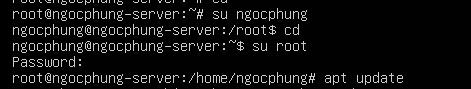 root@ngocphung-server:~# su ngocphung
ngocphung@ngocphung-server:/root$ cd
ngocphung@ngocphung-server:~$ su root
Password:
root@ngocphung-server:/home/ngocphung# apt update